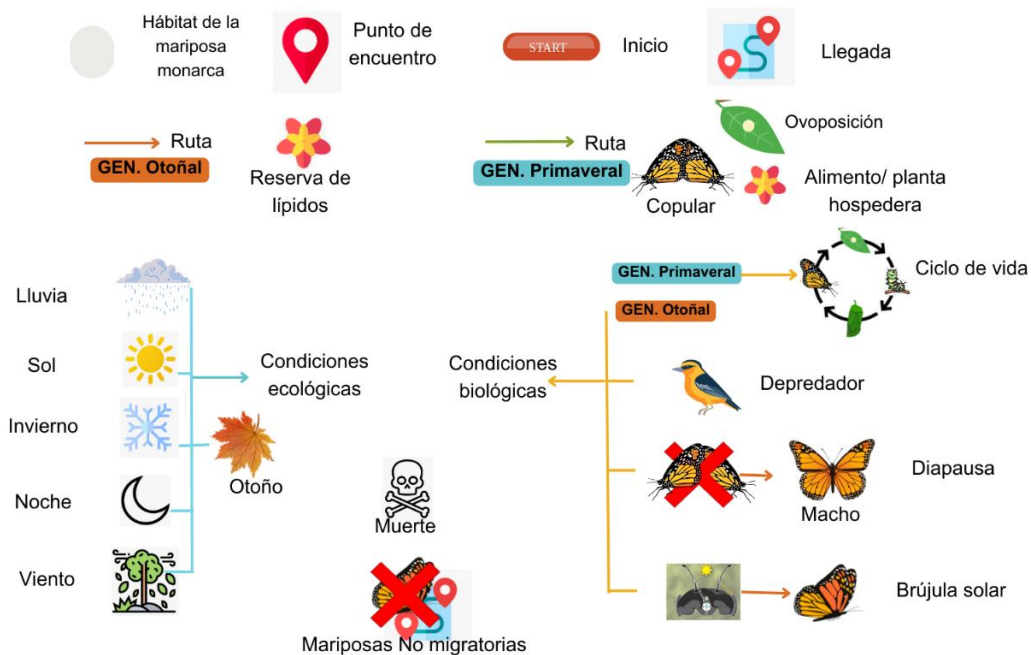 Hábitat de la
mariposa
monarca
Punto de
encuentro
START
Inicio
Llegada
Ruta
GEN. Otoñal
Reserva de
lípidos
Ruta
GEN. Primaveral
Copular
Ovoposición
Alimento/ planta
hospedera
Lluvia
Sol
Invierno
Noche
Viento
Otoño
Condiciones
ecológicas
Muerte
Mariposas No migratorias
Condiciones
biológicas
GEN. Primaveral
GEN. Otoñal
Ciclo de vida
Depredador
Diapausa
Macho
Brújula solar